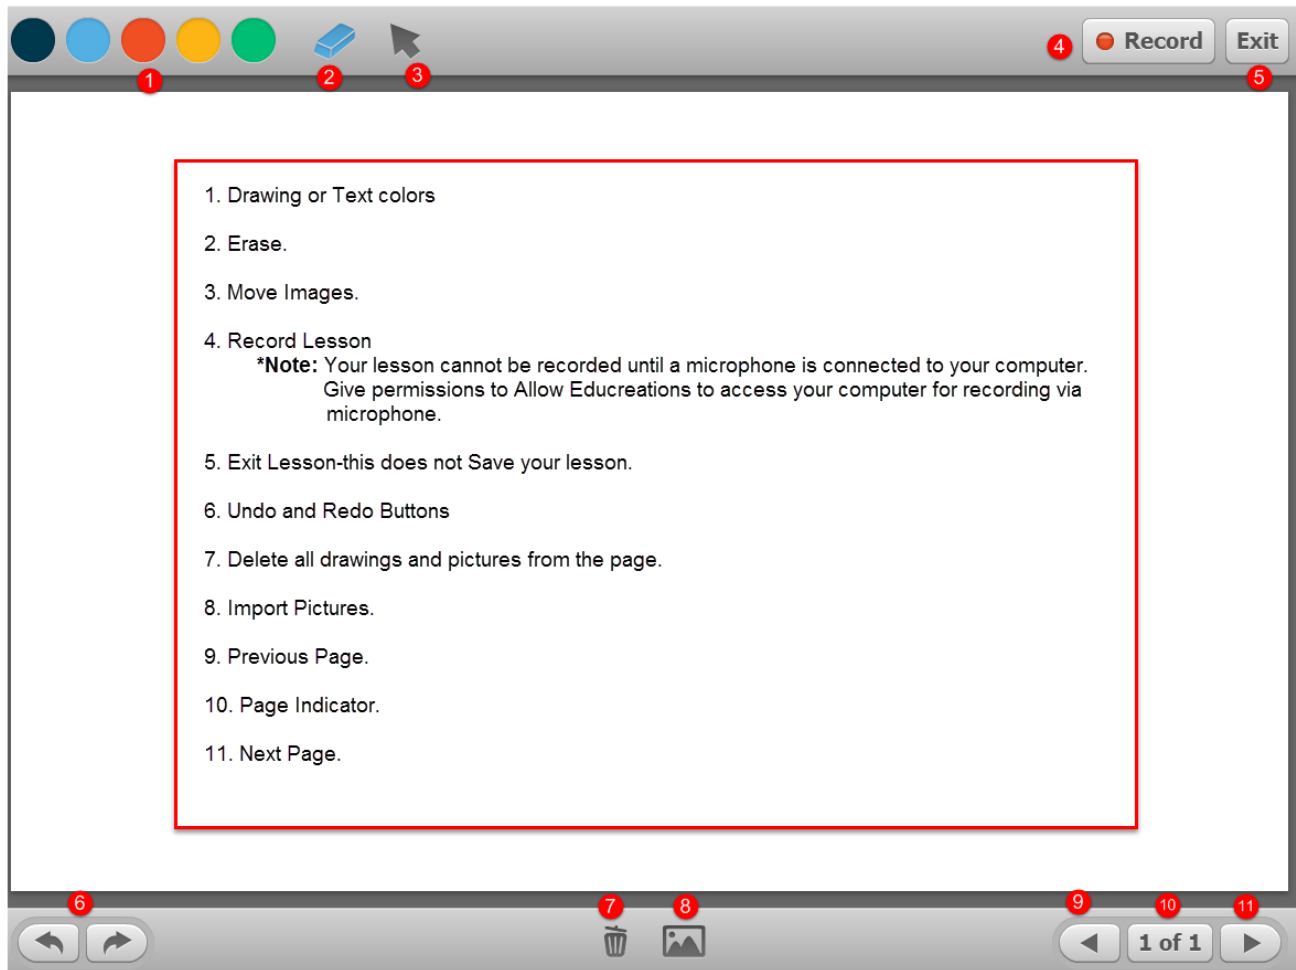 1
2
3
4
Record
Exit
5
1. Drawing or Text colors
2. Erase.
3. Move Images.
4. Record Lesson
*Note: Your lesson cannot be recorded until a microphone is connected to your computer.
Give permissions to Allow Educreations to access your computer for recording via
microphone.
5. Exit Lesson-this does not Save your lesson.
6. Undo and Redo Buttons
7. Delete all drawings and pictures from the page.
8. Import Pictures.
9. Previous Page.
10. Page Indicator.
11. Next Page.
6
7
8
9
10
11
1 of 1